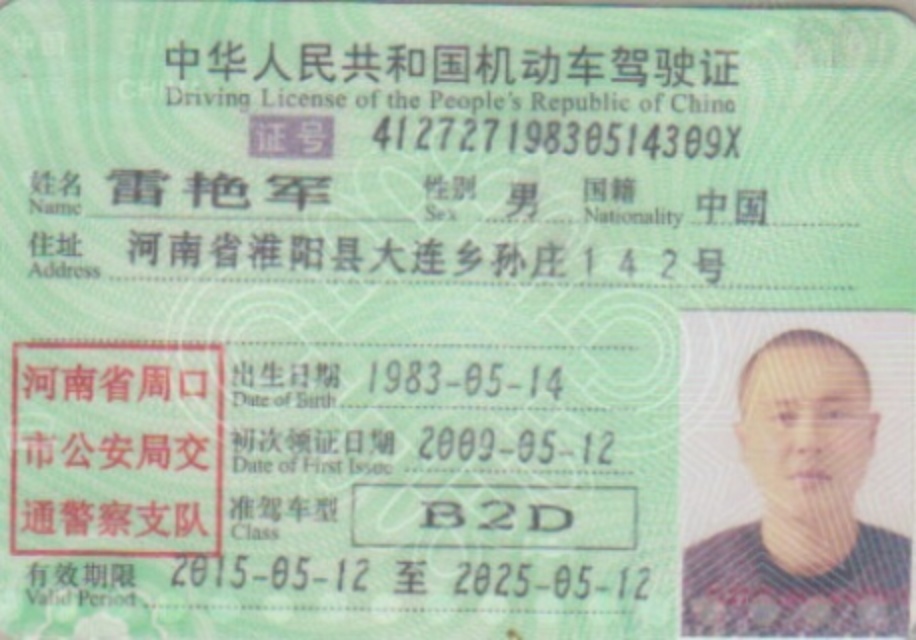 中华人民共和国机动车驾驶证
Driving License of the People's Republic of China
证号 41272719830514309X
姓名 雷艳军 性别 男 国籍 中国
Name Sex Nationality
住址 河南省淮阳县大连乡孙庄142号
Address
河南省周口
市公安局交
通警察支队
出生日期 1983-05-14
Date of Birth
初次领证日期 2009-05-12
Date of First Issue
准驾车型 B2D
Class
有效期限 2015-05-12 至 2025-05-12
Valid Period